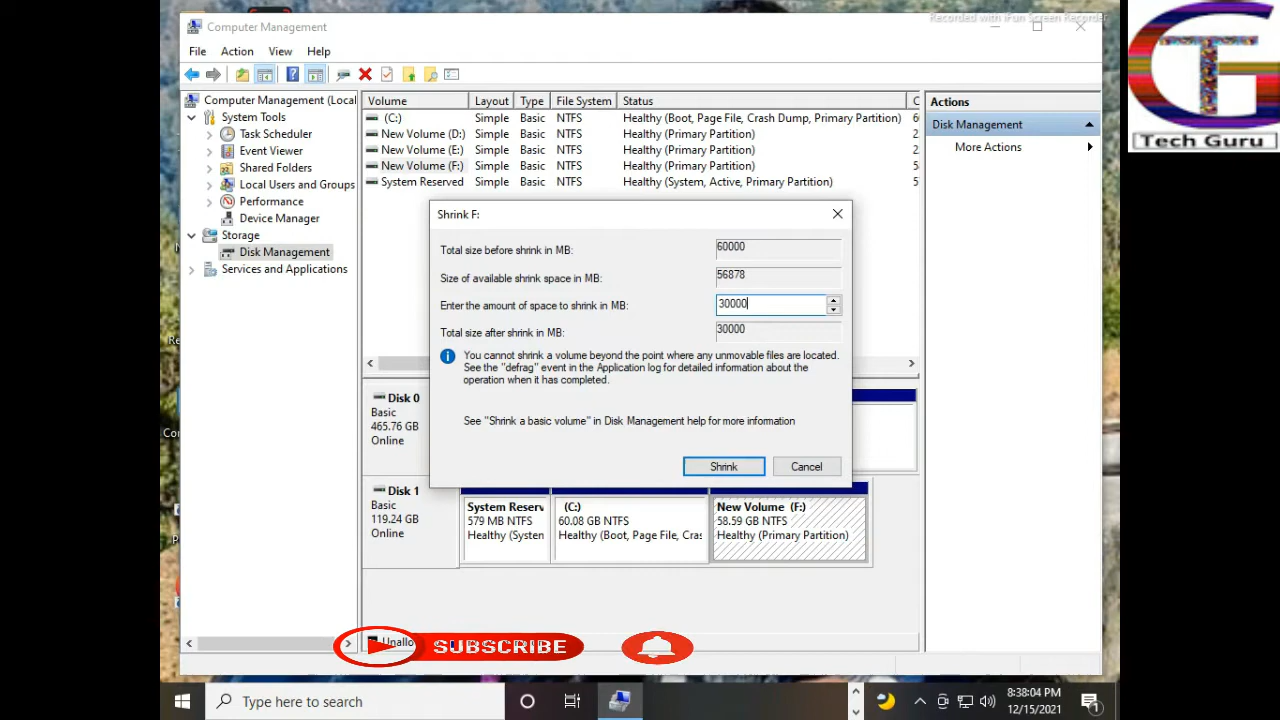 Computer Management
Recorded with iFun Screen Recorder
File Action View Help
Computer Management (Local
System Tools
Task Scheduler
Event Viewer
Shared Folders
Local Users and Groups
Performance
Device Manager
Storage
Disk Management
Services and Applications
Volume Layout Type File System Status C
(C:) Simple Basic NTFS Healthy (Boot, Page File, Crash Dump, Primary Partition)
New Volume (D:) Simple Basic NTFS Healthy (Primary Partition)
New Volume (E:) Simple Basic NTFS Healthy (Primary Partition)
New Volume (F:) Simple Basic NTFS Healthy (Primary Partition)
System Reserved Simple Basic NTFS Healthy (System, Active, Primary Partition)
Actions
Disk Management
More Actions
GT
Tech Guru
Shrink F:
Total size before shrink in MB: 60000
Size of available shrink space in MB: 56878
Enter the amount of space to shrink in MB: 30000
Total size after shrink in MB: 30000
You cannot shrink a volume beyond the point where any unmovable files are located.
See the "defrag" event in the Application log for detailed information about the
operation when it has completed.
See "Shrink a basic volume" in Disk Management help for more information
Shrink Cancel
Disk 0
Basic
465.76 GB
Online
Disk 1
Basic
119.24 GB
Online
System Reserv
579 MB NTFS
Healthy (System
(C:)
60.08 GB NTFS
Healthy (Boot, Page File, Cras
New Volume (F:)
58.59 GB NTFS
Healthy (Primary Partition)
Unallo
SUBSCRIBE
Type here to search
8:38:04 PM
12/15/2021
1